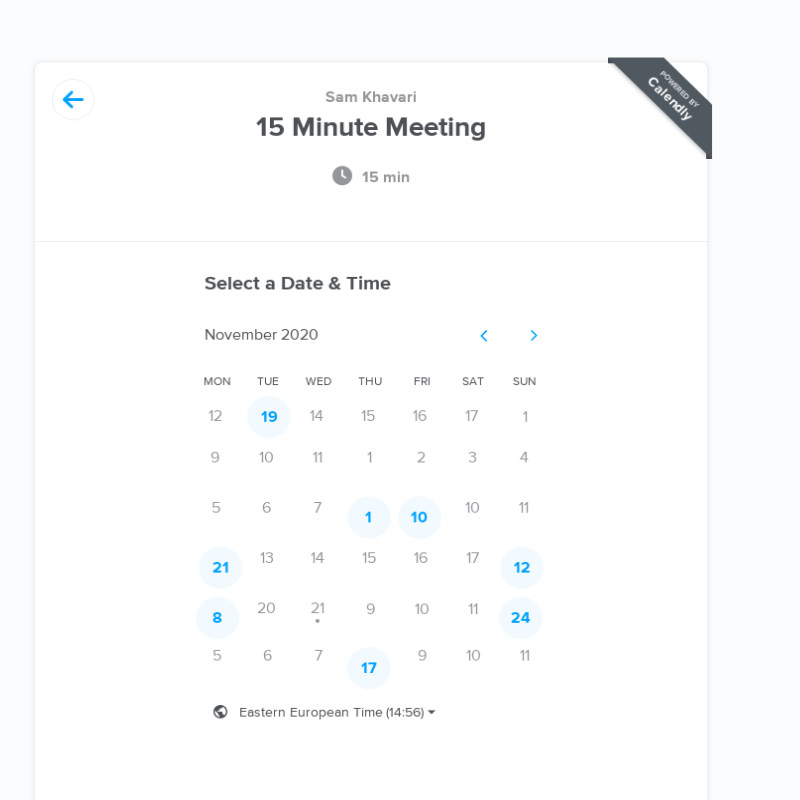 POWERED BY
Calendly
Sam Khavari
15 Minute Meeting
15 min
Select a Date & Time
November 2020
MON TUE WED THU FRI SAT SUN
12 19 14 15 16 17 1
9 10 11 1 2 3 4
5 6 7 1 10 10 11
21 13 14 15 16 17 12
8 20 21 9 10 11 24
5 6 7 17 9 10 11
Eastern European Time (14:56)